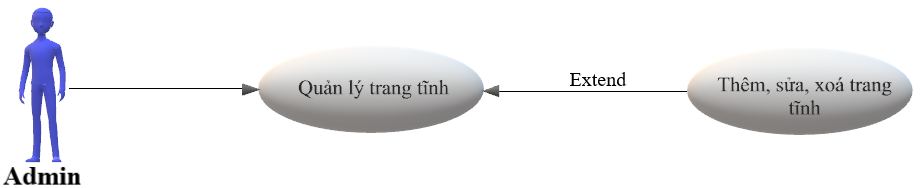 Quản lý trang tĩnh
Extend
Thêm, sửa, xoá trang
tĩnh
Admin